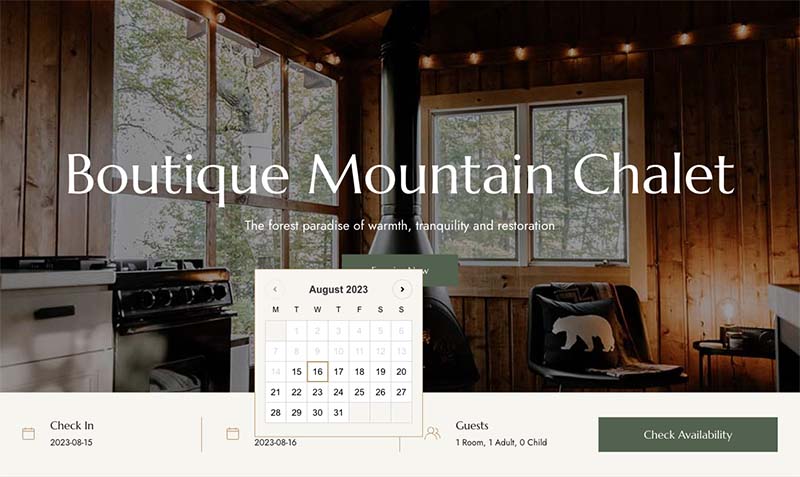 Boutique Mountain Chalet
The forest paradise of warmth, tranquility and restoration
Now
August 2023
M T W T F S S
1 2 3 4 5 6
7 8 9 10 11 12 13
14 15 16 17 18 19 20
21 22 23 24 25 26 27
28 29 30 31
Check In
2023-08-15
2023-08-16
Guests
1 Room, 1 Adult, 0 Child
Check Availability